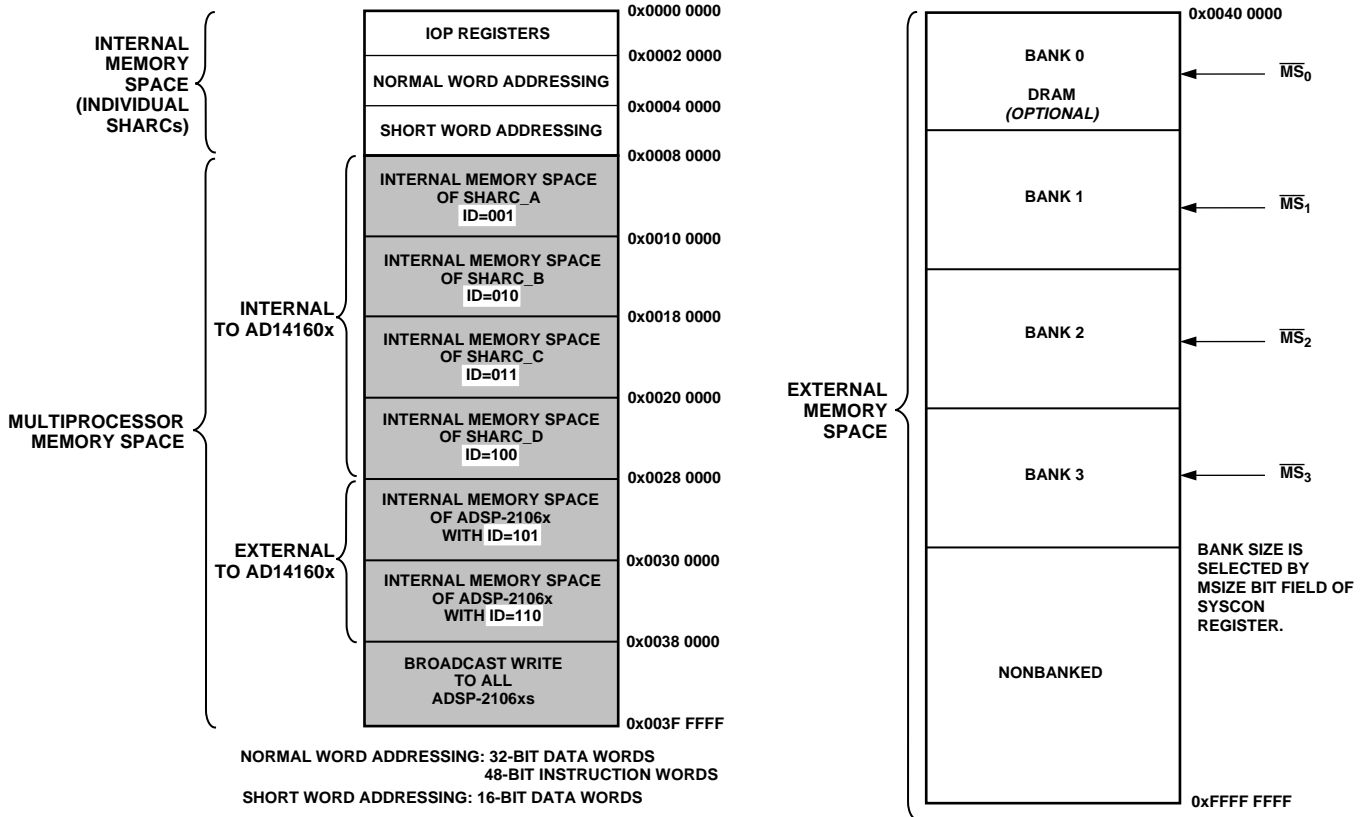 INTERNAL
MEMORY
SPACE
(INDIVIDUAL
SHARCs)
0x0000 0000
IOP REGISTERS
0x0002 0000
NORMAL WORD ADDRESSING
0x0004 0000
SHORT WORD ADDRESSING
0x0008 0000
MULTIPROCESSOR
MEMORY SPACE
INTERNAL
TO AD14160x
INTERNAL MEMORY SPACE
OF SHARC_A
ID=001
0x0010 0000
INTERNAL MEMORY SPACE
OF SHARC_B
ID=010
0x0018 0000
INTERNAL MEMORY SPACE
OF SHARC_C
ID=011
0x0020 0000
INTERNAL MEMORY SPACE
OF SHARC_D
ID=100
0x0028 0000
EXTERNAL
TO AD14160x
INTERNAL MEMORY SPACE
OF ADSP-2106x
WITH ID=101
0x0030 0000
INTERNAL MEMORY SPACE
OF ADSP-2106x
WITH ID=110
0x0038 0000
BROADCAST WRITE
TO ALL
ADSP-2106xs
0x003F FFFF
NORMAL WORD ADDRESSING: 32-BIT DATA WORDS
48-BIT INSTRUCTION WORDS
SHORT WORD ADDRESSING: 16-BIT DATA WORDS
EXTERNAL
MEMORY
SPACE
0x0040 0000
BANK 0
DRAM
(OPTIONAL)
MS0
BANK 1
MS1
BANK 2
MS2
BANK 3
MS3
BANK SIZE IS
SELECTED BY
MSIZE BIT FIELD OF
SYSCON
REGISTER.
NONBANKED
0xFFFF FFFF